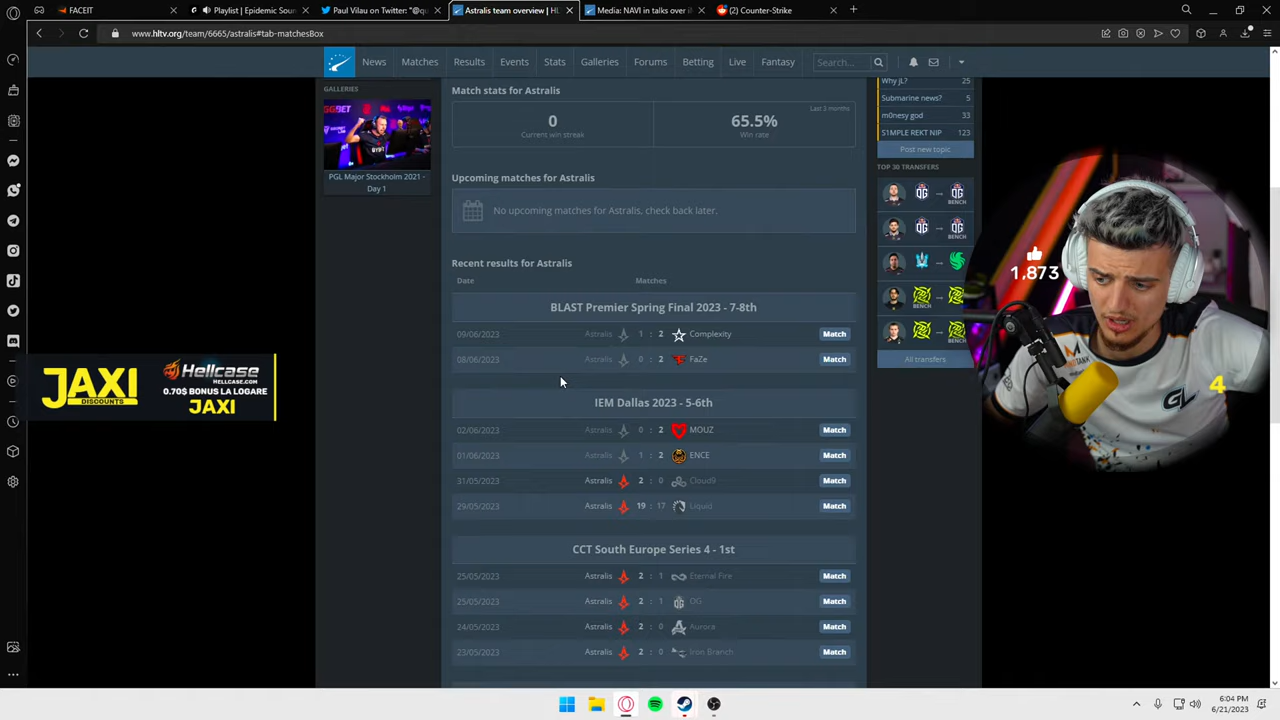 FACEIT
Playlist | Epidemic Soun
Paul Vilau on Twitter: "@q
Astralis team overview | HL
Media: NAVI in talks over i
(2) Counter-Strike
www.hltv.org/team/6665/astralis#tab-matchesBox
News Matches Results Events Stats Galleries Forums Betting Live Fantasy Search...
GALLERIES
PGL Major Stockholm 2021 -
Day 1
Match stats for Astralis
Last 3 months
0 65.5%
Current win streak Win rate
Upcoming matches for Astralis
No upcoming matches for Astralis, check back later.
Recent results for Astralis
Date Matches
BLAST Premier Spring Final 2023 - 7-8th
09/06/2023 Astralis 1 : 2 Complexity Match
08/06/2023 Astralis 0 : 2 FaZe Match
IEM Dallas 2023 - 5-6th
02/06/2023 Astralis 0 : 2 MOUZ Match
01/06/2023 Astralis 1 : 2 ENCE Match
31/05/2023 Astralis 2 : 0 Cloud9 Match
29/05/2023 Astralis 19 : 17 Liquid Match
CCT South Europe Series 4 - 1st
25/05/2023 Astralis 2 : 1 Eternal Fire Match
25/05/2023 Astralis 2 : 1 OG Match
24/05/2023 Astralis 2 : 0 Aurora Match
23/05/2023 Astralis 2 : 0 Iron Branch Match
Why jL? 25
Submarine news? 5
m0nesy god 33
S1MPLE REKT NIP 123
Post new topic
TOP 30 TRANSFERS
BENCH
BENCH
All transfers
1,873
4
JAXI
DISCOUNTS
Hellcase
HELLCASE.COM
0.70$ BONUS LA LOGARE
JAXI
6:04 PM
6/21/2023